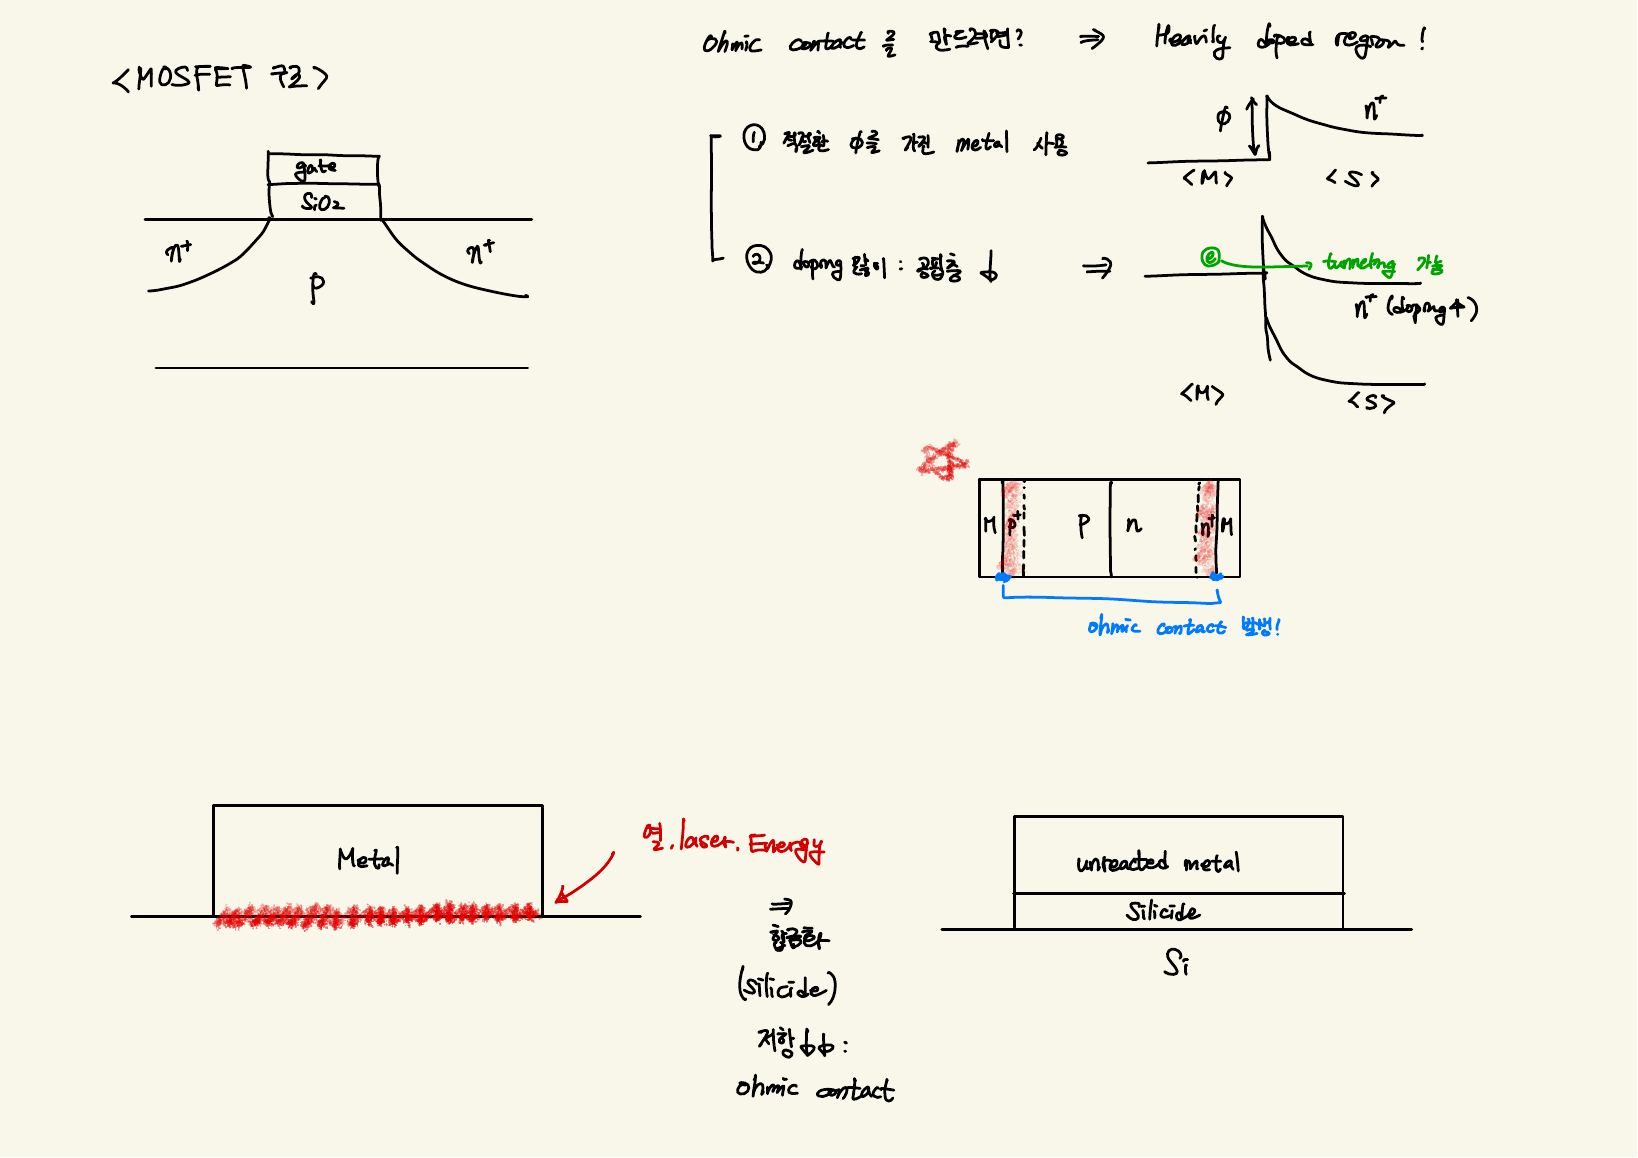 <MOSFET 구조>
gate
SiO2
n+
n+
P
Ohmic contact 를 만드려면? ⇒ Heavily doped region!
① 적절한 ϕ를 가진 metal 사용
ϕ
n+
<M>
<S>
② doping 많이 : 공핍층 ↓ ⇒
e → tunneling 가능
n+ (doping↑)
<M>
<S>
M P+ P n n+ M
ohmic contact 발생!
Metal
열. laser. Energy
⇒
합금화
(silicide)
저항↓↓ :
ohmic contact
unreacted metal
Silicide
Si